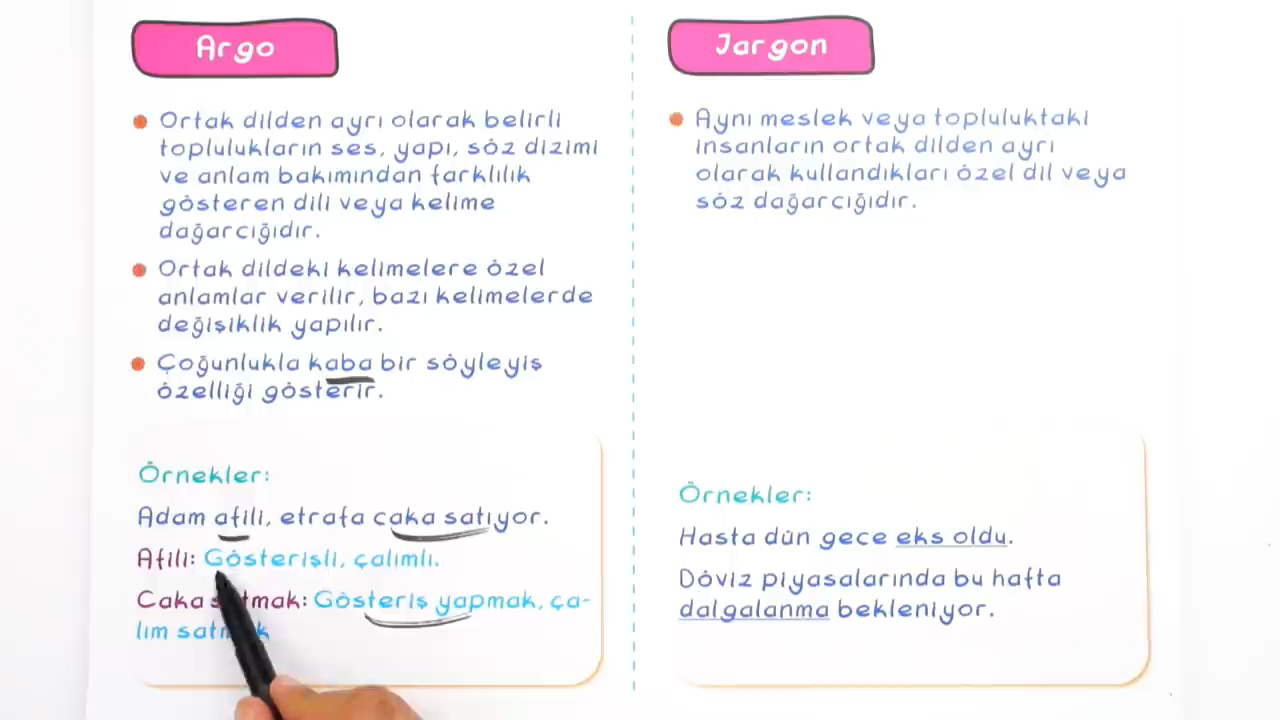 Argo
Ortak dilden ayrı olarak belirli
toplulukların ses, yapı, söz dizimi
ve anlam bakımından farklılık
gösteren dili veya kelime
dağarcığıdır.
Ortak dildeki kelimelere özel
anlamlar verilir, bazı kelimelerde
değişiklik yapılır.
Çoğunlukla kaba bir söyleyiş
özelliği gösterir.
Örnekler:
Adam afili, etrafa caka satıyor.
Afili: Gösterişli, çalımlı.
Caka Gösteriş yapmak, ça-
lım
Jargon
Aynı meslek veya topluluktaki
insanların ortak dilden ayrı
olarak kullandıkları özel dil veya
söz dağarcığıdır.
Örnekler:
Hasta dün gece eks oldu.
Döviz piyasalarında bu hafta
dalgalanma bekleniyor.